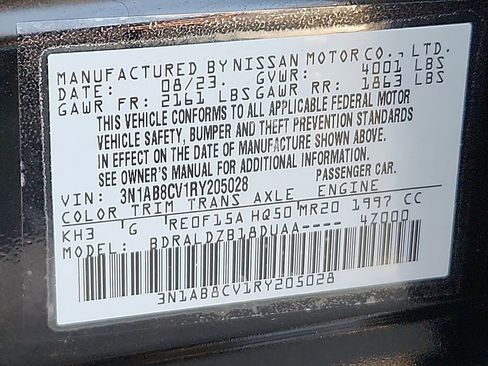 MANUFACTURED BY NISSAN MOTOR CO., LTD.
DATE: 08/23. GVWR: 4001 LBS
GAWR FR: 2161 LBS GAWR RR: 1863 LBS
THIS VEHICLE CONFORMS TO ALL APPLICABLE FEDERAL MOTOR
VEHICLE SAFETY, BUMPER AND THEFT PREVENTION STANDARDS
IN EFFECT ON THE DATE OF MANUFACTURE SHOWN ABOVE.
SEE OWNER'S MANUAL FOR ADDITIONAL INFORMATION.
VIN: 3N1AB8CV1RY205028 PASSENGER CAR.
COLOR TRIM TRANS AXLE ENGINE
KH3 G RE0F15A HQ50 MR20 1997 CC
MODEL: BDRALDZB18DUAA---- 47000
3N1AB8CV1RY205028